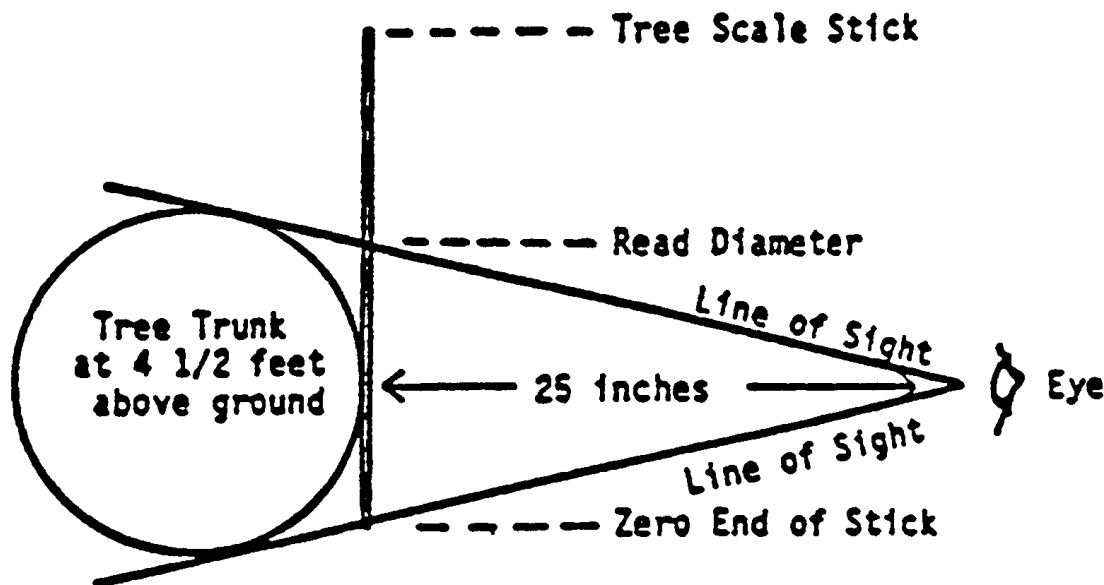 Tree Scale Stick
Read Diameter
Line of Sight
Tree Trunk
at 4 1/2 feet
above ground
25 inches
Eye
Line of Sight
Zero End of Stick